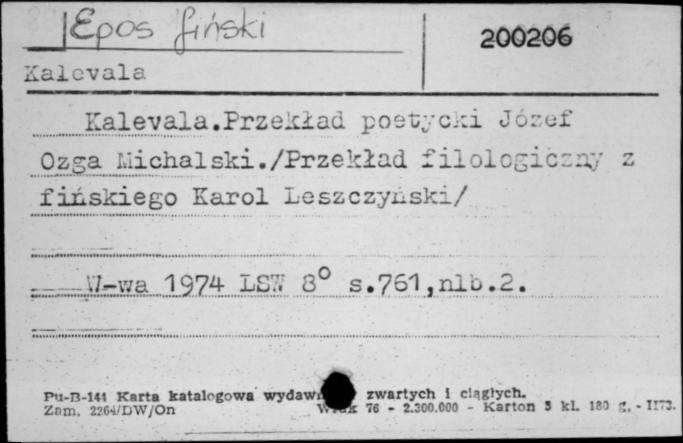 Epos fiński
200206
Kalevala
Kalevala.Przekład poetycki Józef
Ozga Michalski./Przekład filologiczny z
fińskiego Karol Leszczyński/
W-wa 1974 LSW 8° s.761,nlb.2.
Pu-B-141 Karta katalogowa zwartych i ciągłych.
Zam. 2264/DW/On 76 - 2.300.000 - Karton 3 kl. 180 g. - 1173.